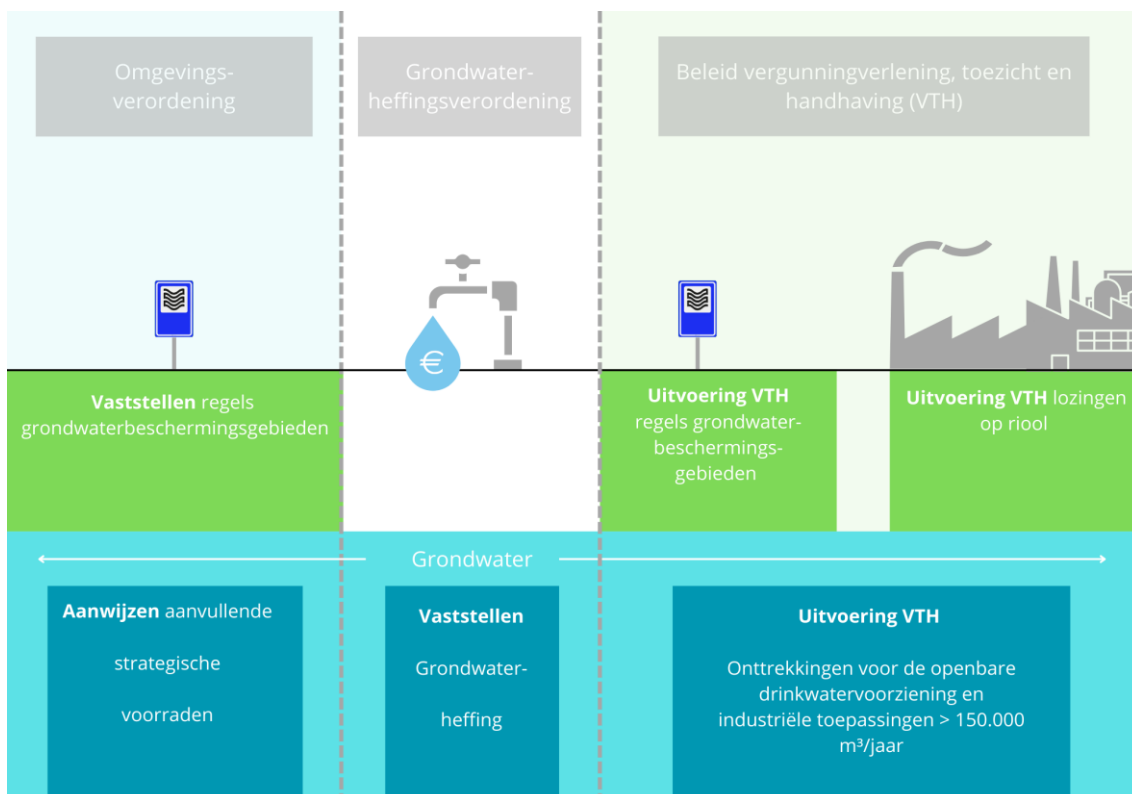 Omgevings-
verordening
Grondwater-
heffingsverordening
Beleid vergunningverlening, toezicht en
handhaving (VTH)
€
Vaststellen regels
grondwaterbeschermingsgebieden
Uitvoering VTH
regels grondwater-
beschermings-
gebieden
Uitvoering VTH lozingen
op riool
Grondwater
Aanwijzen aanvullende
strategische
voorraden
Vaststellen
Grondwater-
heffing
Uitvoering VTH
Onttrekkingen voor de openbare
drinkwatervoorziening en
industriële toepassingen > 150.000
m³/jaar